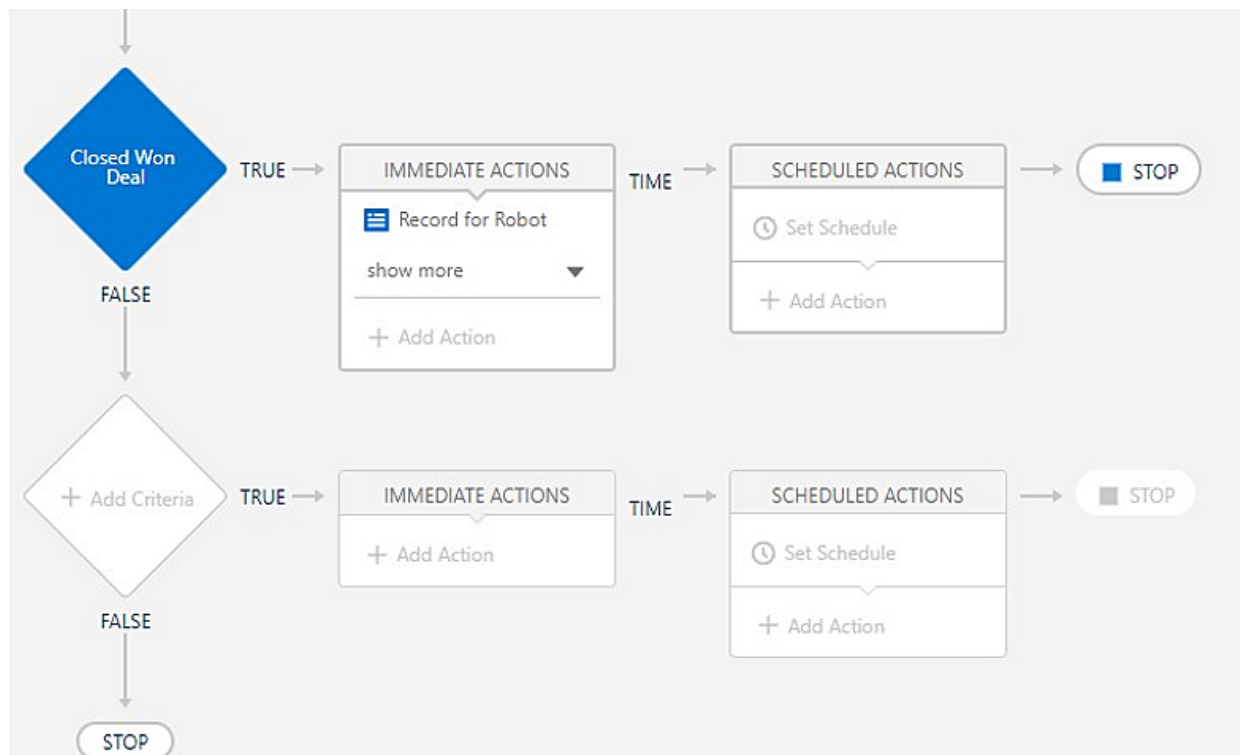 Closed Won
Deal
TRUE
IMMEDIATE ACTIONS
TIME
SCHEDULED ACTIONS
STOP
Record for Robot
show more
+ Add Action
Set Schedule
+ Add Action
FALSE
+ Add Criteria
TRUE
IMMEDIATE ACTIONS
TIME
SCHEDULED ACTIONS
STOP
+ Add Action
Set Schedule
+ Add Action
FALSE
STOP